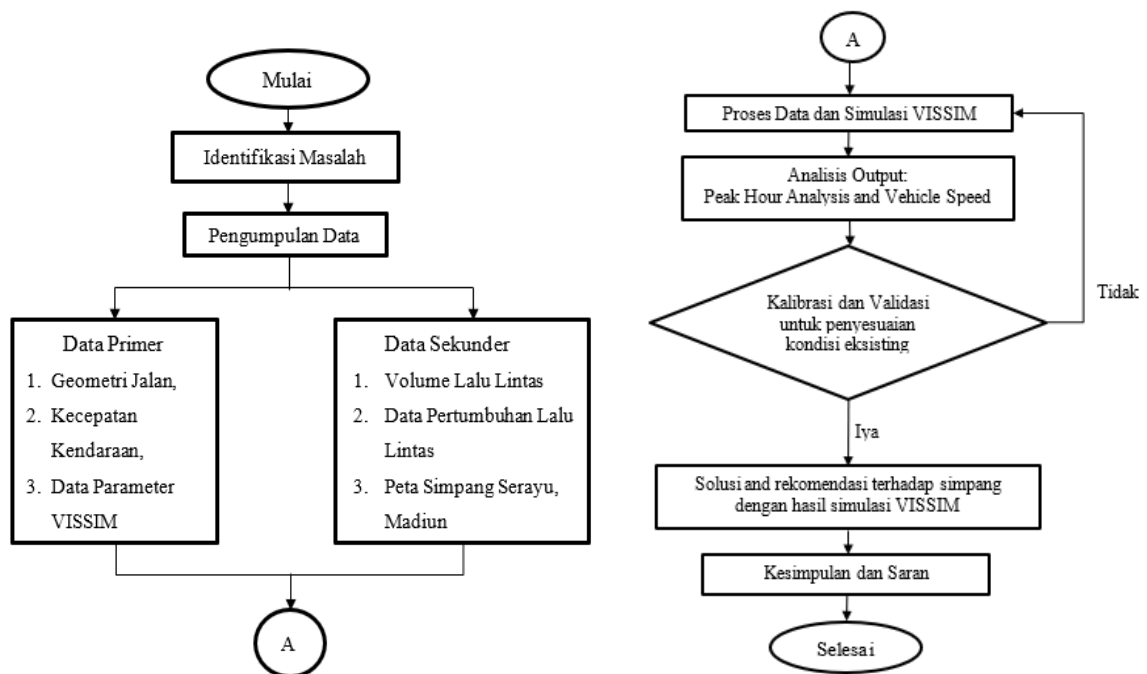 Mulai
Identifikasi Masalah
Pengumpulan Data
Data Primer
1. Geometri Jalan,
2. Kecepatan
Kendaraan,
3. Data Parameter
VISSIM
Data Sekunder
1. Volume Lalu Lintas
2. Data Pertumbuhan Lalu
Lintas
3. Peta Simpang Serayu,
Madiun
A
A
Proses Data dan Simulasi VISSIM
Analisis Output:
Peak Hour Analysis and Vehicle Speed
Kalibrasi dan Validasi
untuk penyesuaian
kondisi eksisting
Tidak
Iya
Solusi and rekomendasi terhadap simpang
dengan hasil simulasi VISSIM
Kesimpulan dan Saran
Selesai